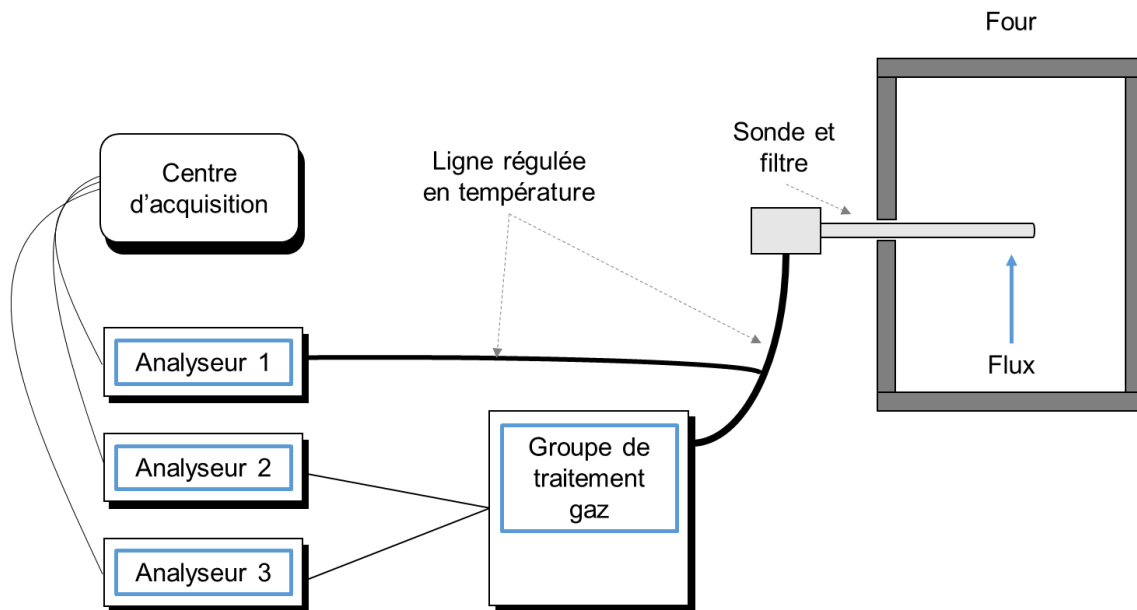 Four
Sonde et
filtre
Ligne régulée
en température
Centre
d’acquisition
Analyseur 1
Flux
Groupe de
traitement
gaz
Analyseur 2
Analyseur 3